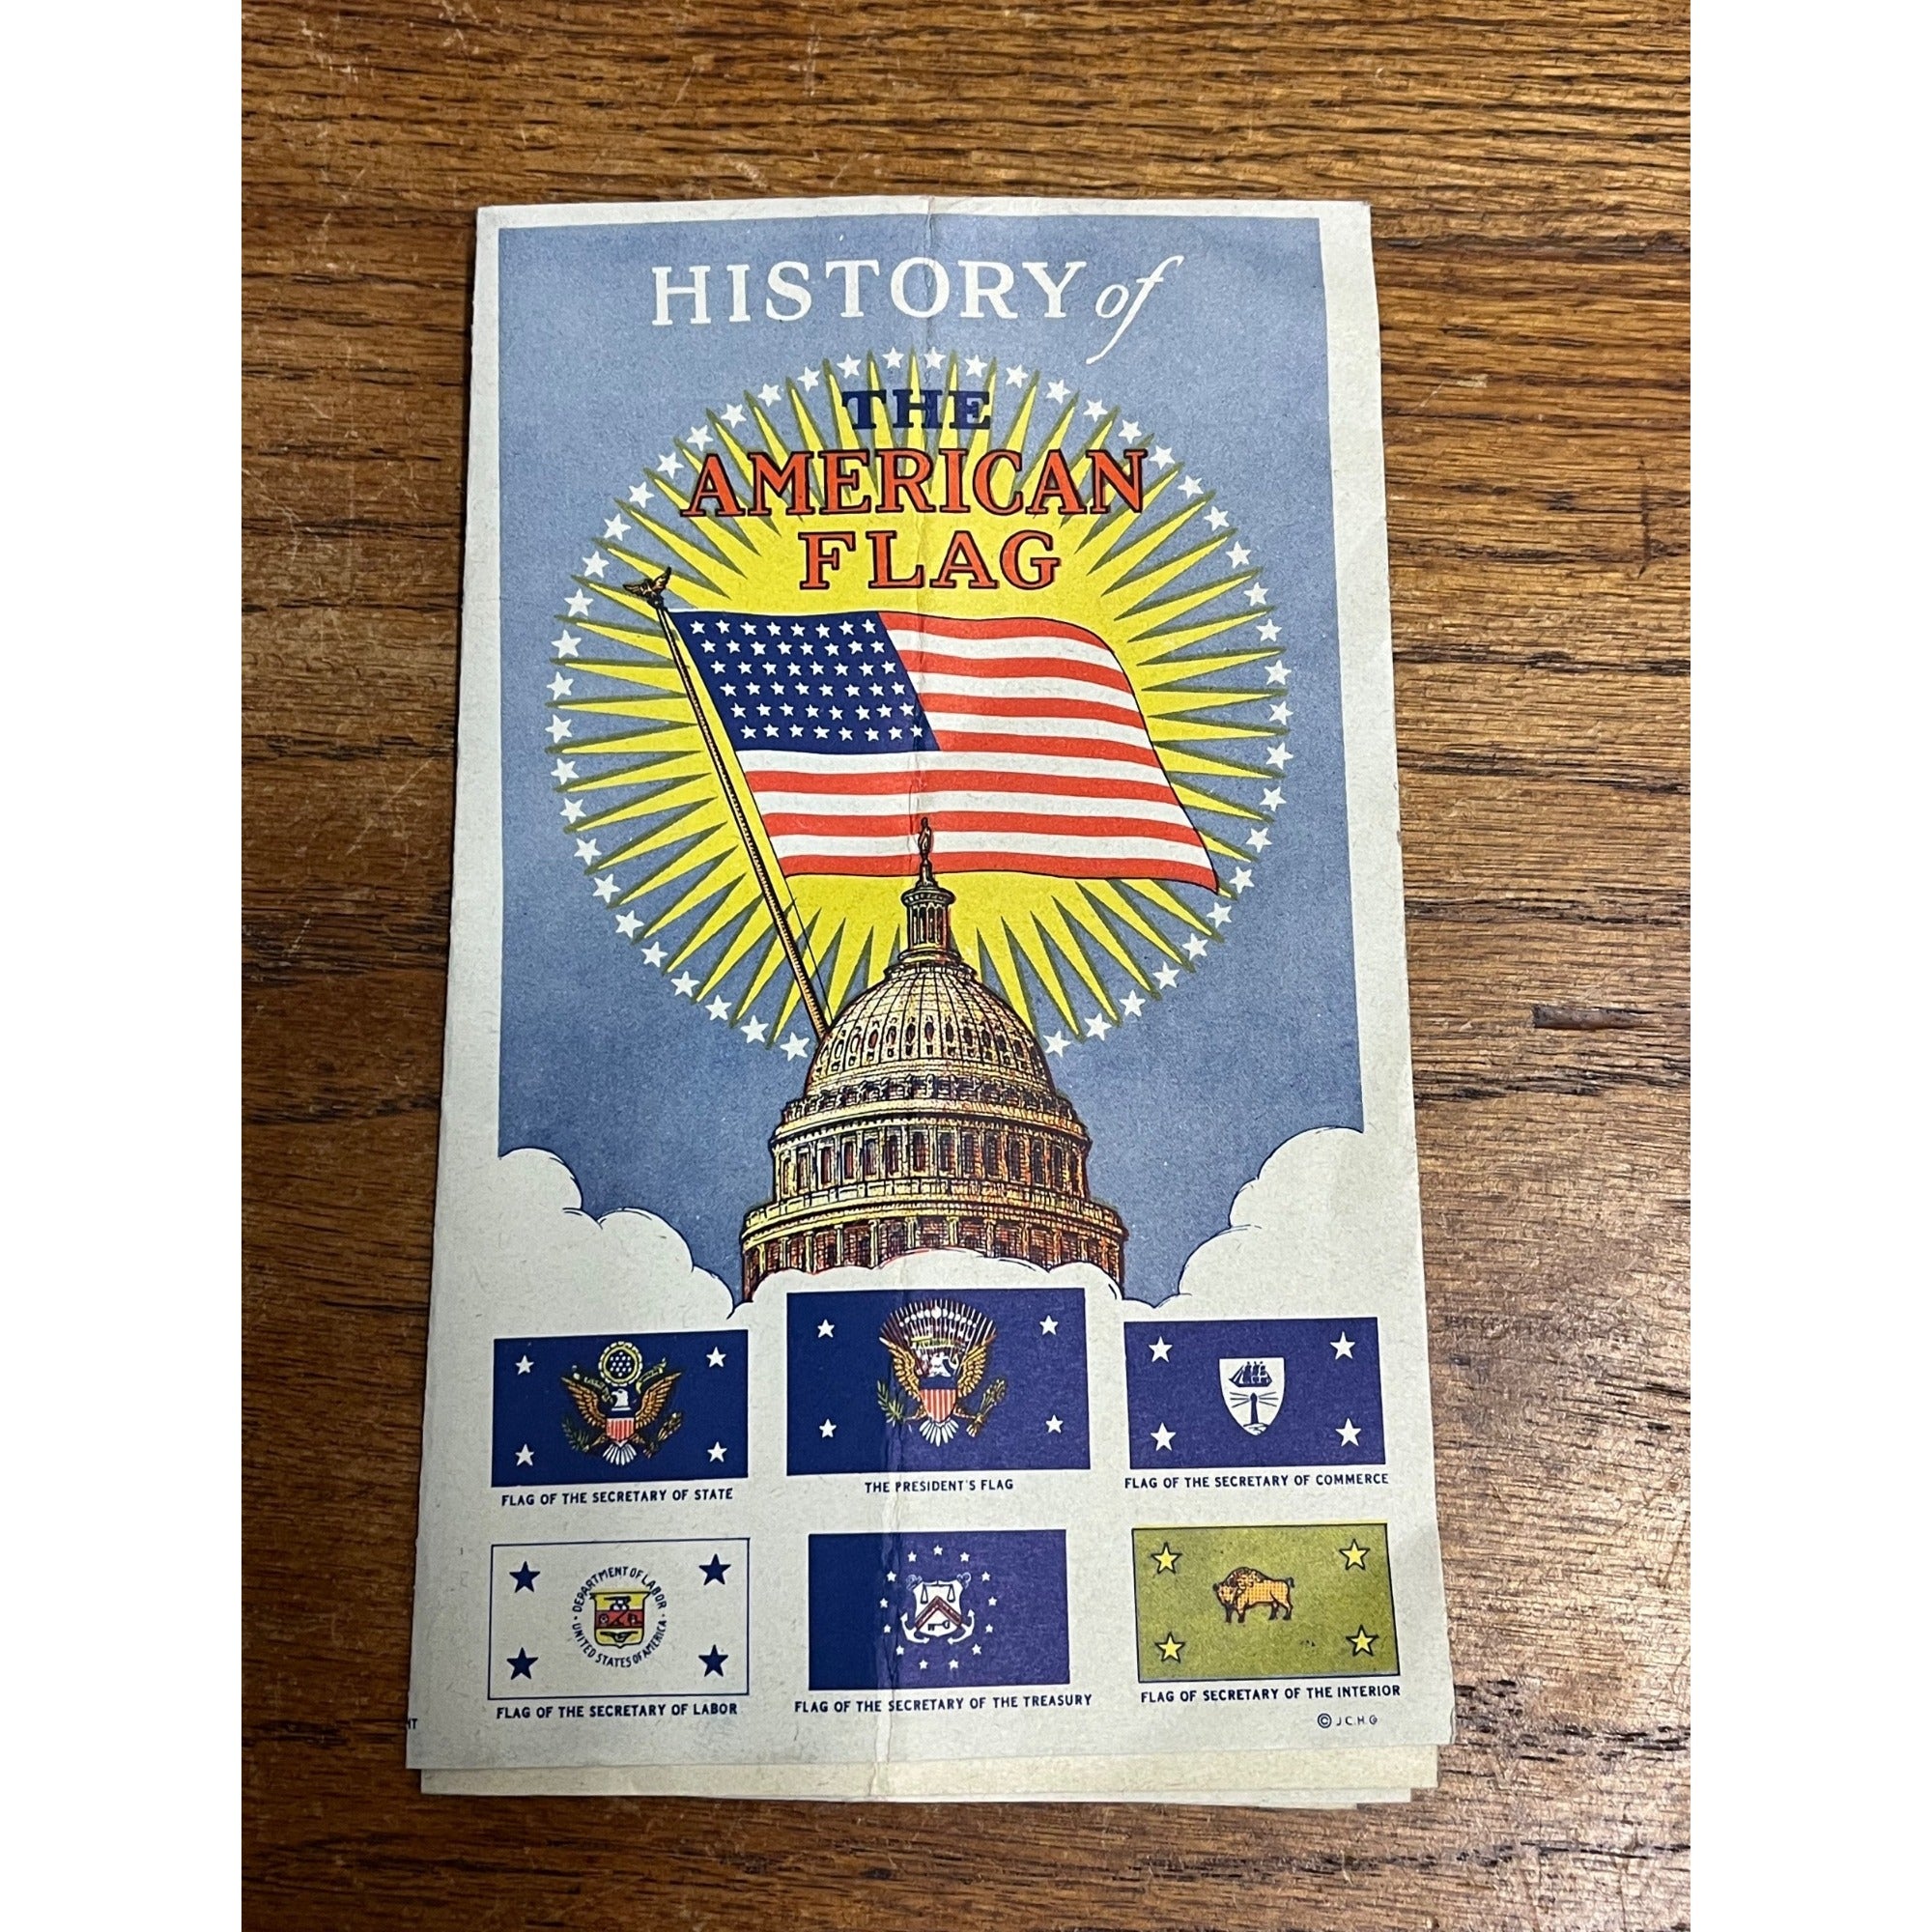 HISTORY of
THE
AMERICAN
FLAG
FLAG OF THE SECRETARY OF STATE
THE PRESIDENT'S FLAG
FLAG OF THE SECRETARY OF COMMERCE
DEPARTMENT OF LABOR
UNITED STATES OF AMERICA
FLAG OF THE SECRETARY OF LABOR
FLAG OF THE SECRETARY OF THE TREASURY
FLAG OF SECRETARY OF THE INTERIOR
NT
© J.C.H.G